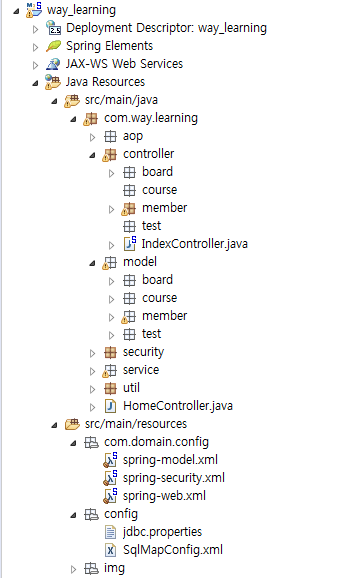 way_learning
Deployment Descriptor: way_learning
Spring Elements
JAX-WS Web Services
Java Resources
src/main/java
com.way.learning
aop
controller
board
course
member
test
IndexController.java
model
board
course
member
test
security
service
util
HomeController.java
src/main/resources
com.domain.config
spring-model.xml
spring-security.xml
spring-web.xml
config
jdbc.properties
SqlMapConfig.xml
img